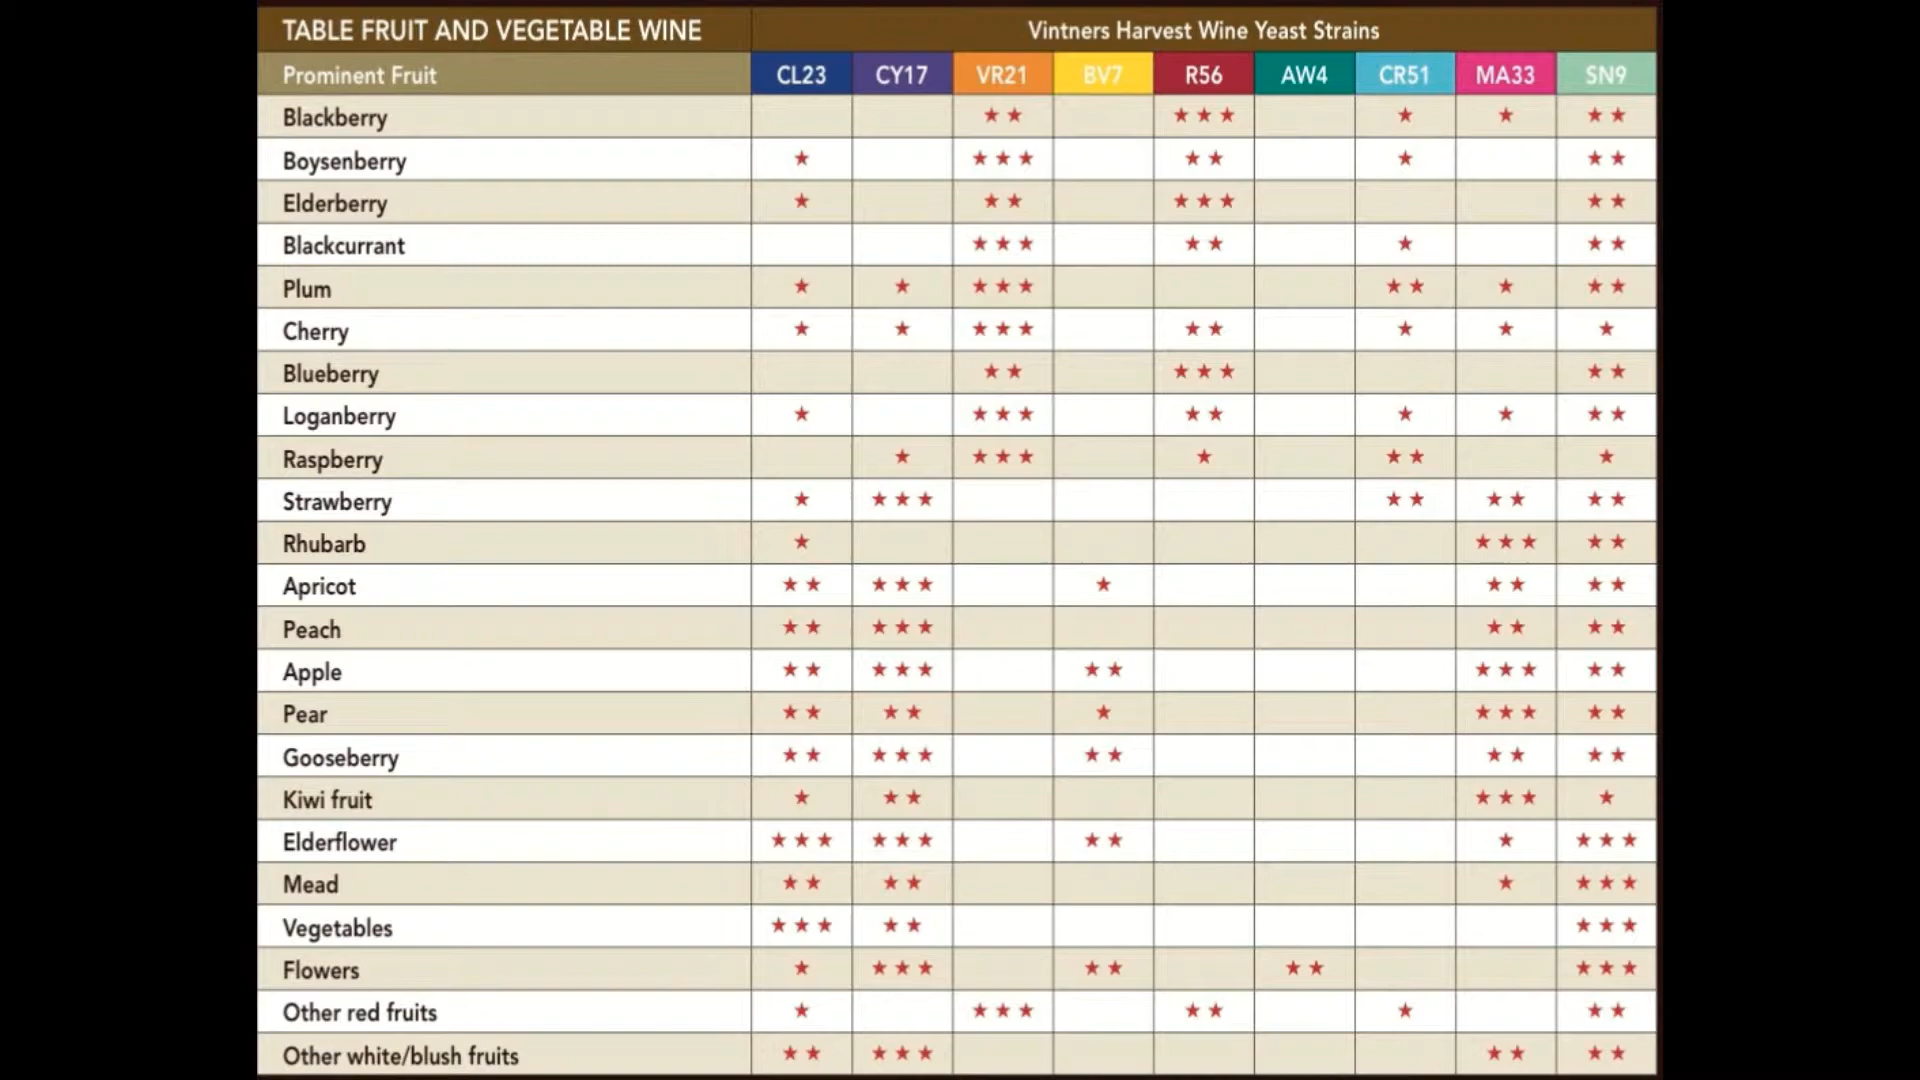 TABLE FRUIT AND VEGETABLE WINE Vintners Harvest Wine Yeast Strains
Prominent Fruit CL23 CY17 VR21 BV7 R56 AW4 CR51 MA33 SN9
Blackberry ★★ ★★★ ★ ★ ★★
Boysenberry ★ ★★★ ★★ ★ ★★
Elderberry ★ ★★ ★★★ ★★
Blackcurrant ★★★ ★★ ★ ★★
Plum ★ ★ ★★★ ★★ ★ ★★
Cherry ★ ★ ★★★ ★★ ★ ★ ★
Blueberry ★★ ★★★ ★★
Loganberry ★ ★★★ ★★ ★ ★ ★★
Raspberry ★ ★★★ ★ ★★ ★
Strawberry ★ ★★★ ★★ ★★ ★★
Rhubarb ★ ★★★ ★★
Apricot ★★ ★★★ ★ ★★ ★★
Peach ★★ ★★★ ★★ ★★
Apple ★★ ★★★ ★★ ★★★ ★★
Pear ★★ ★★ ★ ★★★ ★★
Gooseberry ★★ ★★★ ★★ ★★ ★★
Kiwi fruit ★ ★★ ★★★ ★
Elderflower ★★★ ★★★ ★★ ★ ★★★
Mead ★★ ★★ ★ ★★★
Vegetables ★★★ ★★ ★★★
Flowers ★ ★★★ ★★ ★★ ★★★
Other red fruits ★ ★★★ ★★ ★ ★★
Other white/blush fruits ★★ ★★★ ★★ ★★